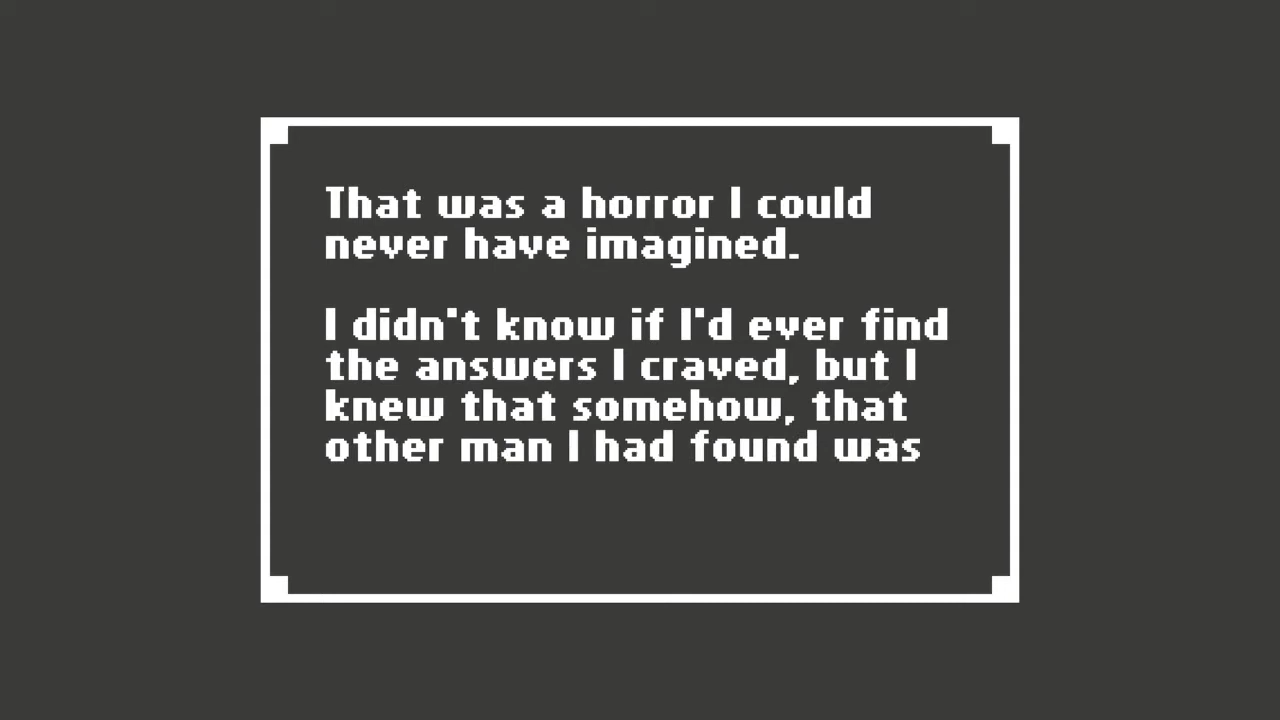 That was a horror I could
never have imagined.
I didn't know if I'd ever find
the answers I craved, but I
knew that somehow, that
other man I had found was